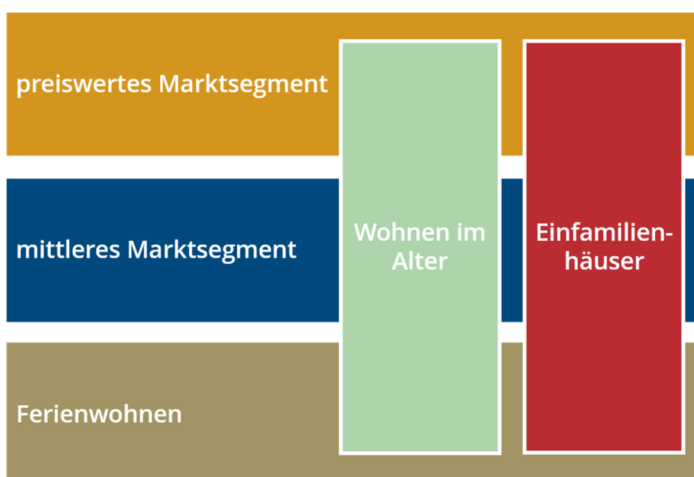 preiswertes Marktsegment
mittleres Marktsegment
Ferienwohnen
Wohnen im
Alter
Einfamilien-
häuser